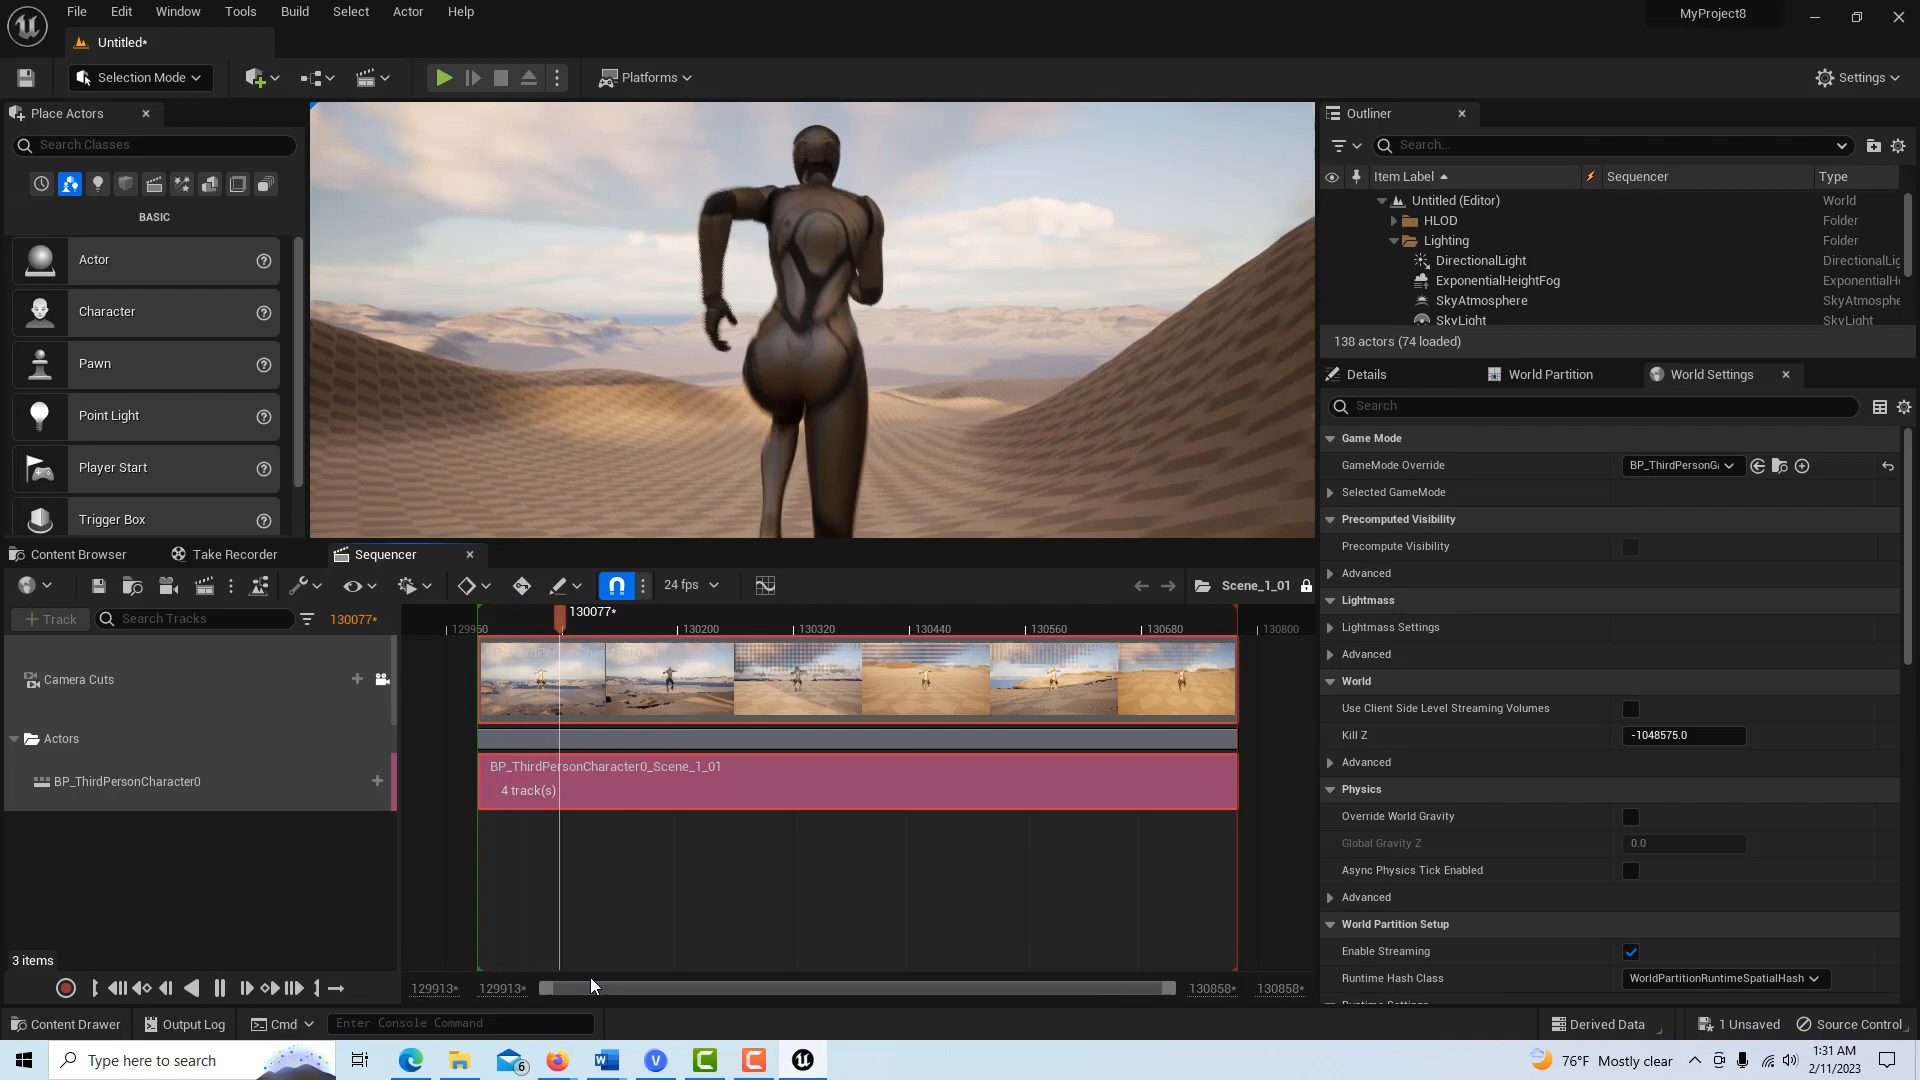 File Edit Window Tools Build Select Actor Help
MyProject8
Untitled*
Selection Mode
Platforms
Settings
Place Actors
Search Classes
BASIC
Actor
Character
Pawn
Point Light
Player Start
Trigger Box
Outliner
Search...
Item Label Sequencer Type
Untitled (Editor) World
HLOD Folder
Lighting Folder
DirectionalLight DirectionalLig
ExponentialHeightFog ExponentialHe
SkyAtmosphere SkyAtmosphe
SkyLight SkyLight
138 actors (74 loaded)
Details World Partition World Settings
Search
Game Mode
GameMode Override BP_ThirdPersonGa
Selected GameMode
Precomputed Visibility
Precompute Visibility
Advanced
Lightmass
Lightmass Settings
Advanced
World
Use Client Side Level Streaming Volumes
Kill Z -1048575.0
Advanced
Physics
Override World Gravity
Global Gravity Z 0.0
Async Physics Tick Enabled
Advanced
World Partition Setup
Enable Streaming
Runtime Hash Class WorldPartitionRuntimeSpatialHash
Runtime Settings
Content Browser Take Recorder Sequencer
24 fps
Scene_1_01
Track
Search Tracks
130077*
130077*
129960 130200 130320 130440 130560 130680 130800
Camera Cuts
Actors
BP_ThirdPersonCharacter0
BP_ThirdPersonCharacter0_Scene_1_01
4 track(s)
3 items
129913* 129913* 130858* 130858*
Content Drawer Output Log Cmd Enter Console Command
Derived Data 1 Unsaved Source Control
Type here to search
6
76°F Mostly clear
1:31 AM
2/11/2023